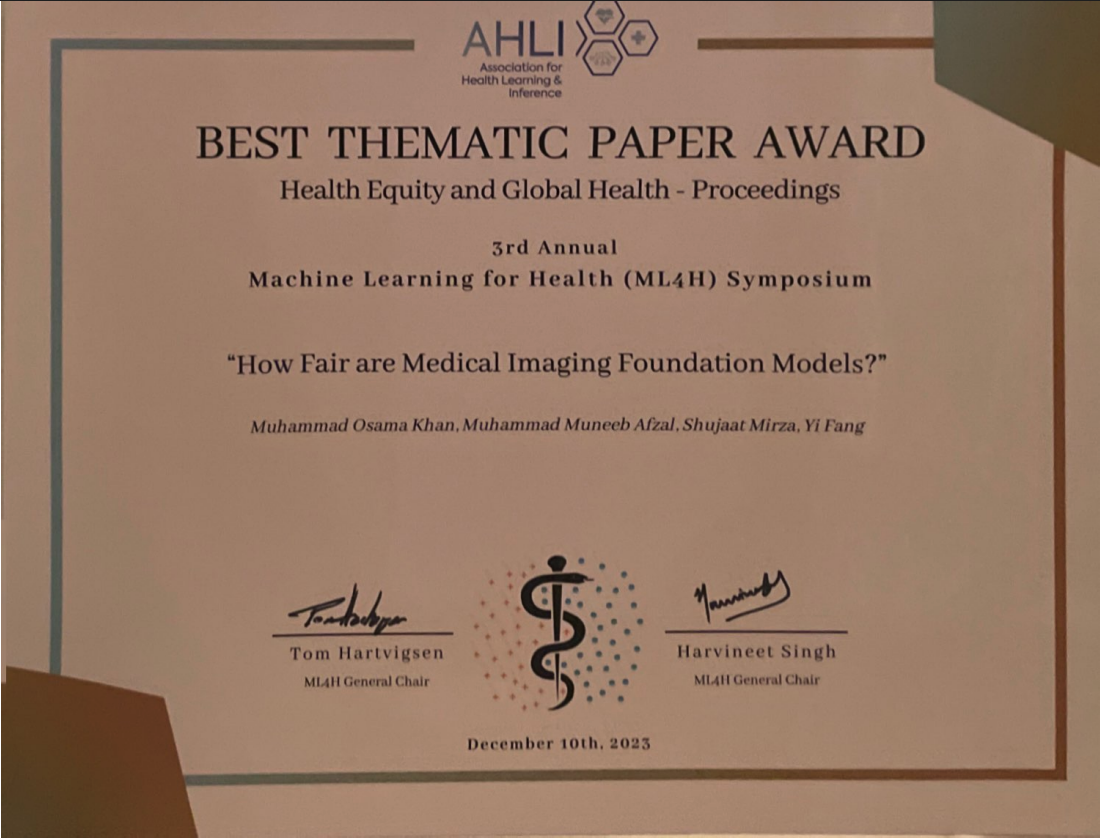 AHLI
Association for
Health Learning &
Inference
BEST THEMATIC PAPER AWARD
Health Equity and Global Health - Proceedings
3rd Annual
Machine Learning for Health (ML4H) Symposium
“How Fair are Medical Imaging Foundation Models?”
Muhammad Osama Khan, Muhammad Muneeb Afzal, Shujaat Mirza, Yi Fang
Tom Hartvigsen
ML4H General Chair
Harvineet Singh
ML4H General Chair
December 10th, 2023